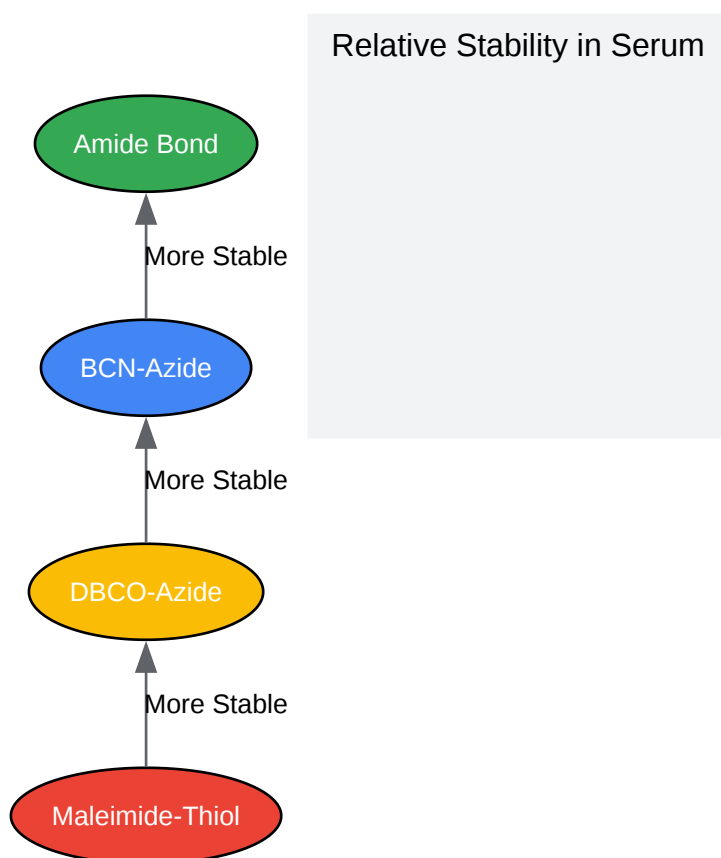 Relative Stability in Serum
Amide Bond
More Stable
BCN-Azide
More Stable
DBCO-Azide
More Stable
Maleimide-Thiol